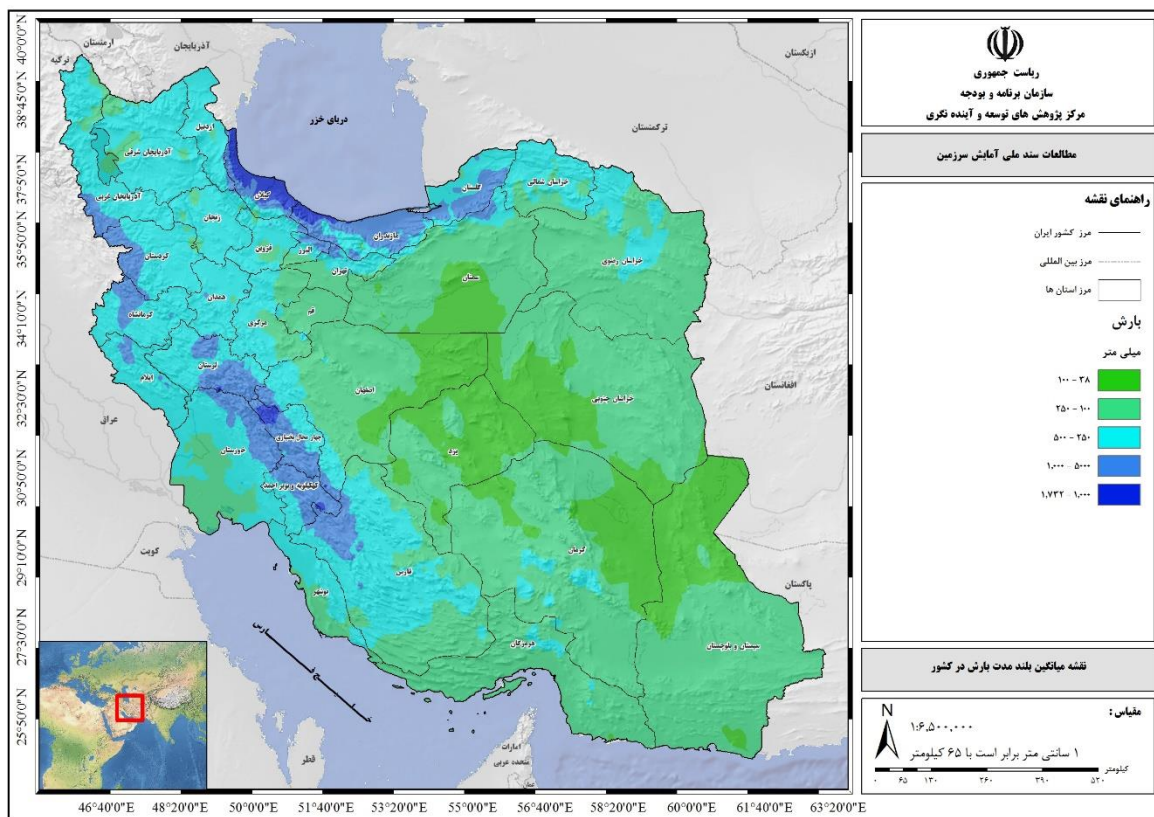 ریاست جمهوری
سازمان برنامه و بودجه
مرکز پژوهش های توسعه و آینده نگری
مطالعات سند ملی آمایش سرزمین
راهنمای نقشه
مرز کشور ایران
مرز بین المللی
مرز استان ها
بارش
میلی متر
۳۸ - ۱۰۰
۱۰۰ - ۲۵۰
۲۵۰ - ۵۰۰
۵۰۰ - ۱،۰۰۰
۱،۰۰۰ - ۱،۷۳۲
نقشه میانگین بلند مدت بارش در کشور
مقیاس :
۱:۶,۵۰۰,۰۰۰
۱ سانتی متر برابر است با ۶۵ کیلومتر
N
کیلومتر
۰ ۶۵ ۱۳۰ ۲۶۰ ۳۹۰ ۵۲۰
ارمنستان
آذربایجان
ترکیه
ازبکستان
ترکمنستان
دریای خزر
افغانستان
پاکستان
عراق
کویت
قطر
امارات
متحده عربی
عمان
خلیج فارس
اردبیل
آذربایجان شرقی
آذربایجان غربی
گیلان
زنجان
کردستان
قزوین
البرز
مازندران
گلستان
خراسان شمالی
خراسان رضوی
تهران
سمنان
همدان
قم
مرکزی
کرمانشاه
لرستان
ایلام
اصفهان
خراسان جنوبی
چهار محال بختیاری
خوزستان
یزد
کهگیلویه و بویر احمد
کرمان
فارس
بوشهر
هرمزگان
سیستان و بلوچستان
40°0'0"N
38°45'0"N
37°5'0"N
35°50'0"N
34°10'0"N
32°30'0"N
30°50'0"N
29°10'0"N
27°30'0"N
25°50'0"N
46°40'0"E 48°20'0"E 50°0'0"E 51°40'0"E 53°20'0"E 55°0'0"E 56°40'0"E 58°20'0"E 60°0'0"E 61°40'0"E 63°20'0"E